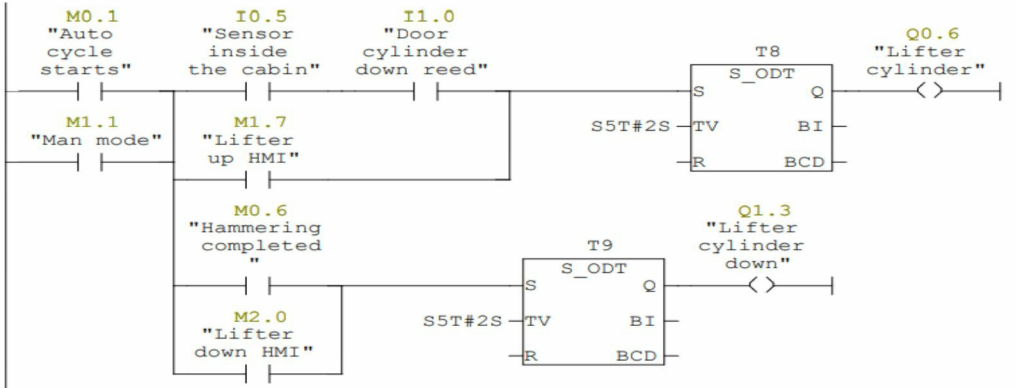 M0.1
"Auto
cycle
starts"
I0.5
"Sensor
inside
the cabin"
I1.0
"Door
cylinder
down reed"
T8
S_ODT
S
Q
S5T#2S
TV
BI
R
BCD
Q0.6
"Lifter
cylinder"
M1.1
"Man mode"
M1.7
"Lifter
up HMI"
M0.6
"Hammering
completed
"
T9
S_ODT
S
Q
S5T#2S
TV
BI
R
BCD
Q1.3
"Lifter
cylinder
down"
M2.0
"Lifter
down HMI"